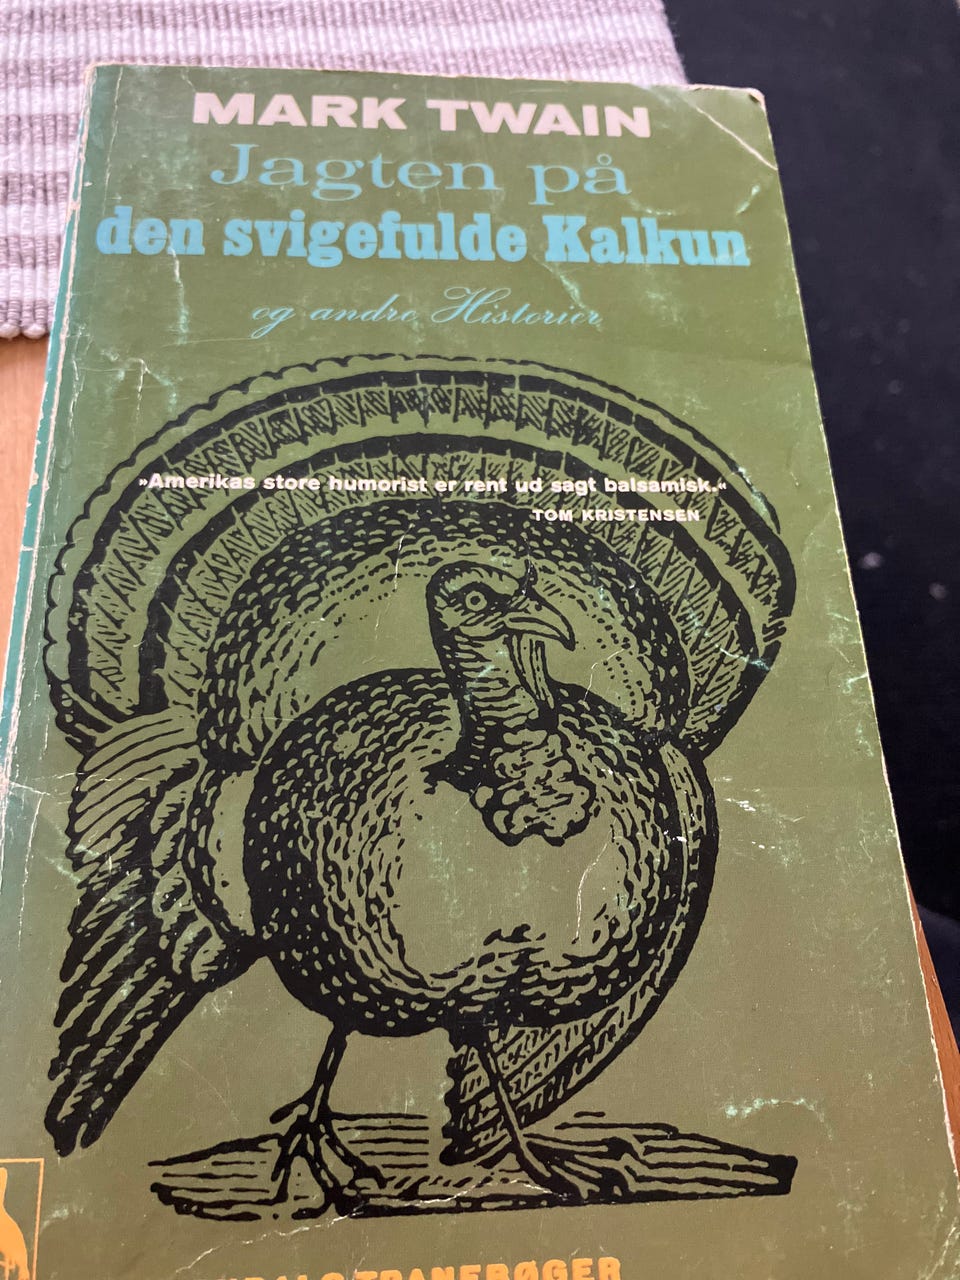 MARK TWAIN
Jagten på
den svigefulde Kalkun
og andre Historier
»Amerikas store humorist er rent ud sagt balsamisk.«
TOM KRISTENSEN
TRANEBØGER